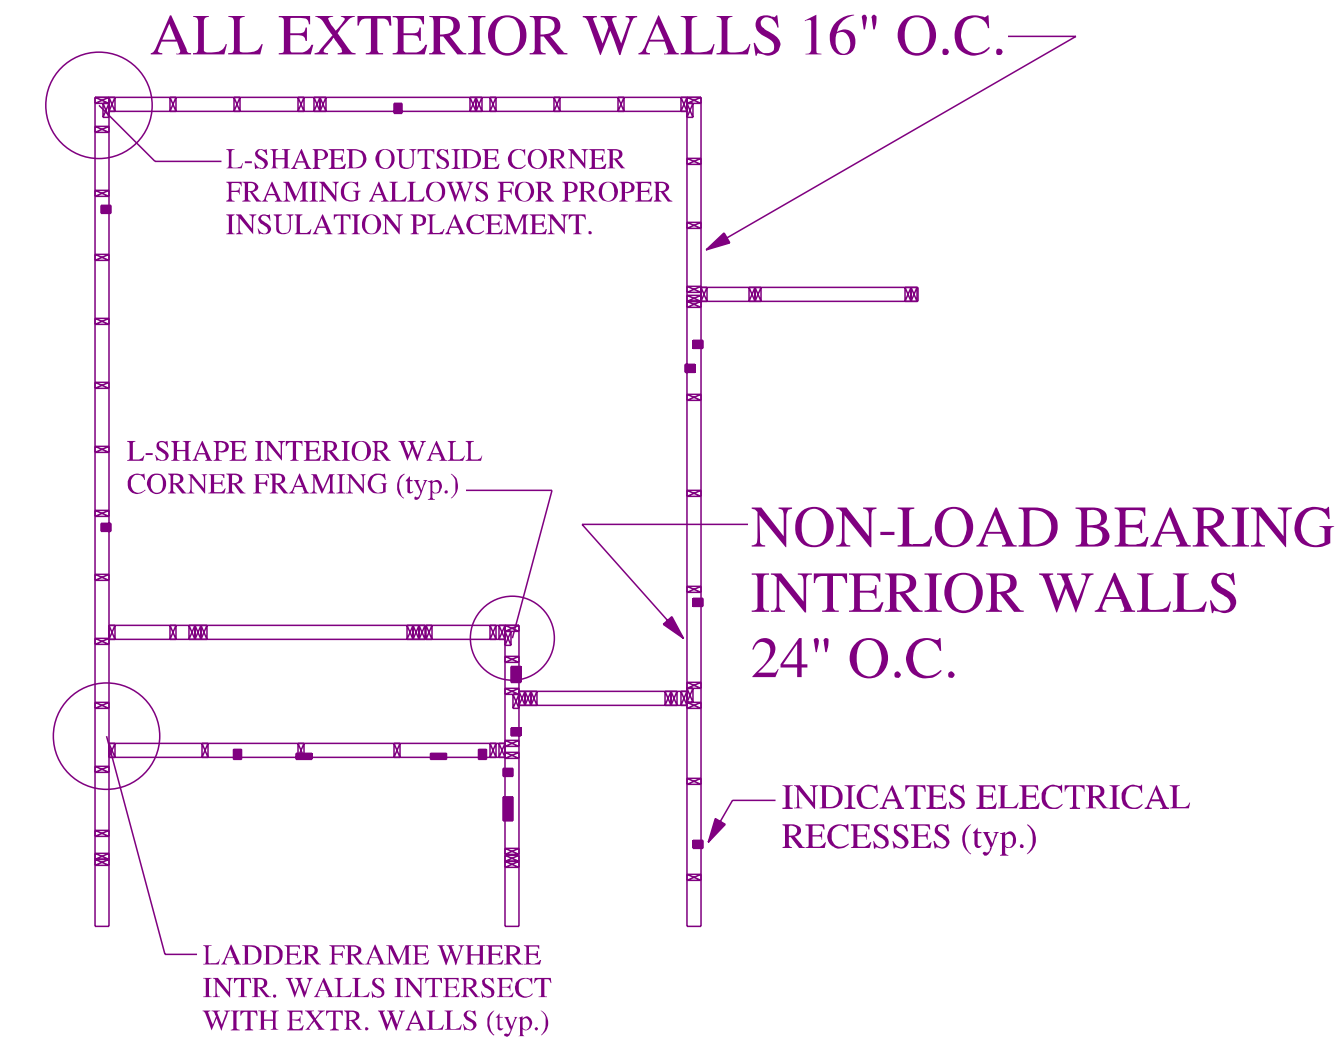 ALL EXTERIOR WALLS 16" O.C.
L-SHAPED OUTSIDE CORNER
FRAMING ALLOWS FOR PROPER
INSULATION PLACEMENT.
L-SHAPE INTERIOR WALL
CORNER FRAMING (typ.)
NON-LOAD BEARING
INTERIOR WALLS
24" O.C.
INDICATES ELECTRICAL
RECESSES (typ.)
LADDER FRAME WHERE
INTR. WALLS INTERSECT
WITH EXTR. WALLS (typ.)